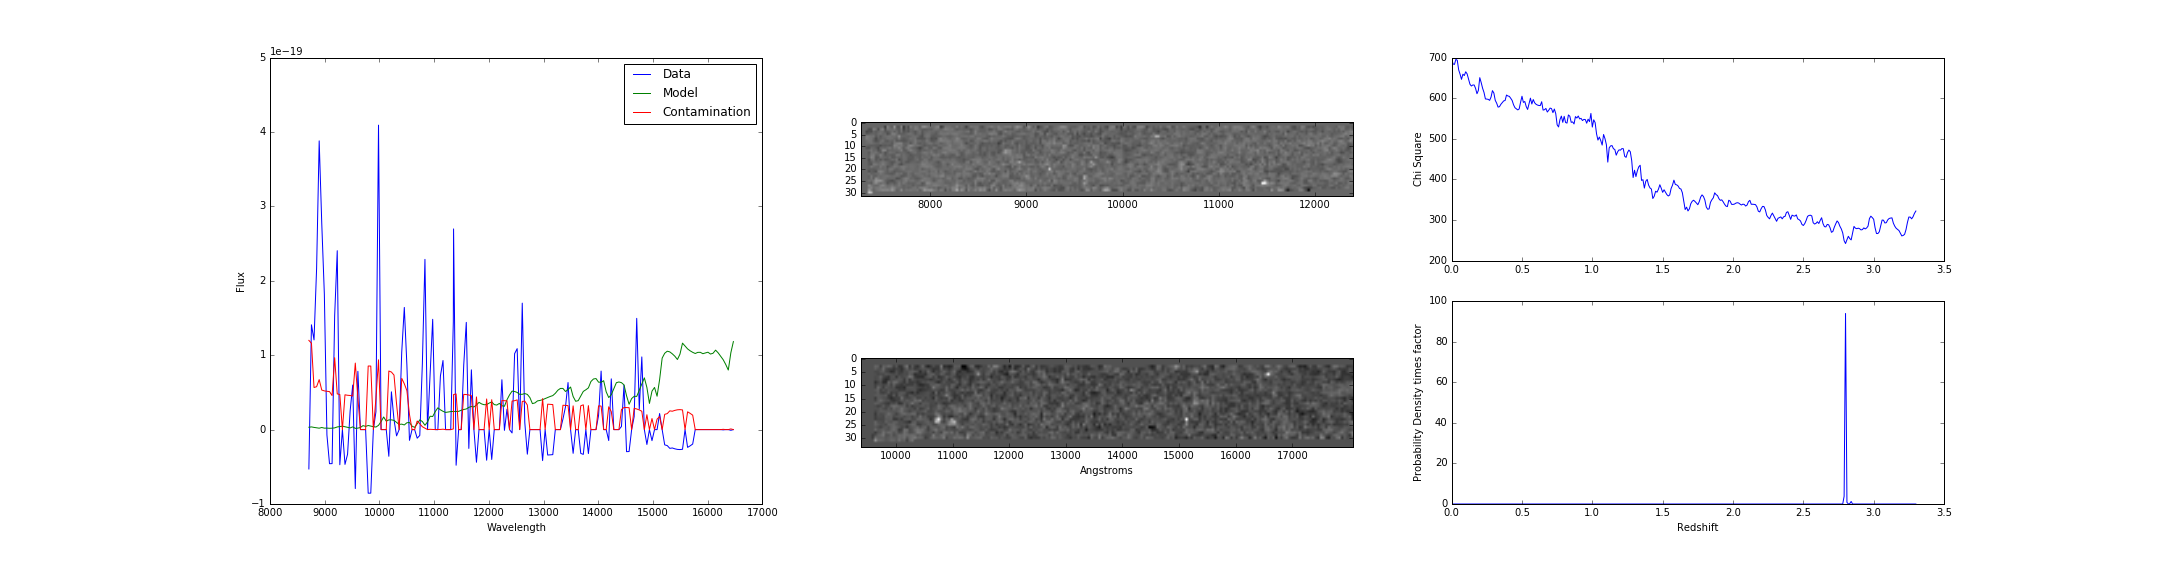 1e−19
5
4
3
2
1
0
−1
Flux
8000 9000 10000 11000 12000 13000 14000 15000 16000 17000
Wavelength
Data
Model
Contamination
0
5
10
15
20
25
30
8000 9000 10000 11000 12000
0
5
10
15
20
25
30
10000 11000 12000 13000 14000 15000 16000 17000
Angstroms
700
600
500
400
300
200
Chi Square
0.0 0.5 1.0 1.5 2.0 2.5 3.0 3.5
100
80
60
40
20
0
Probability Density times factor
0.0 0.5 1.0 1.5 2.0 2.5 3.0 3.5
Redshift